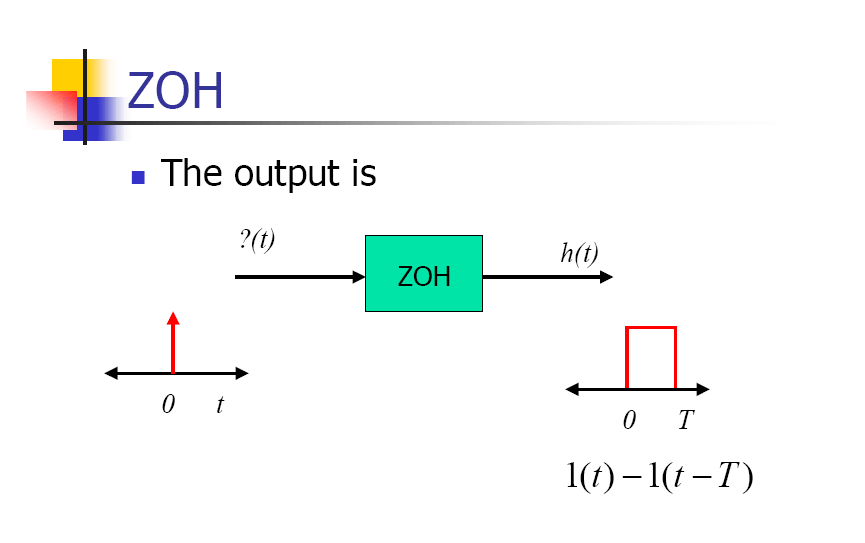 ZOH
The output is
?(t)
ZOH
h(t)
0 t
0 T
1(t) − 1(t − T)